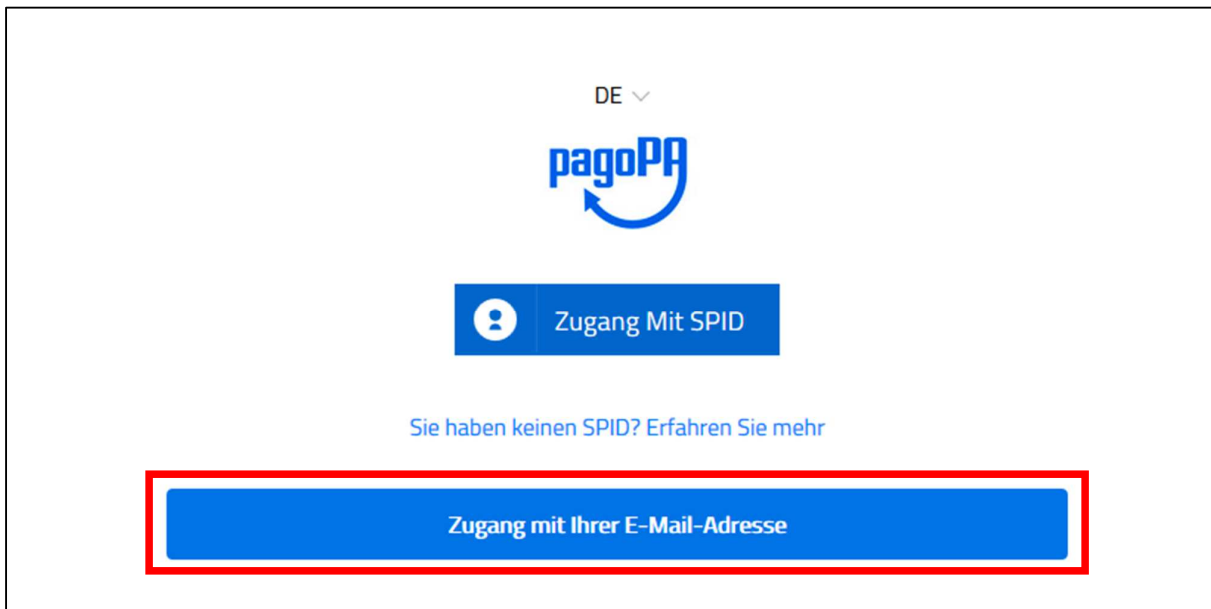 DE
pagoPA
Zugang Mit SPID
Sie haben keinen SPID? Erfahren Sie mehr
Zugang mit Ihrer E-Mail-Adresse